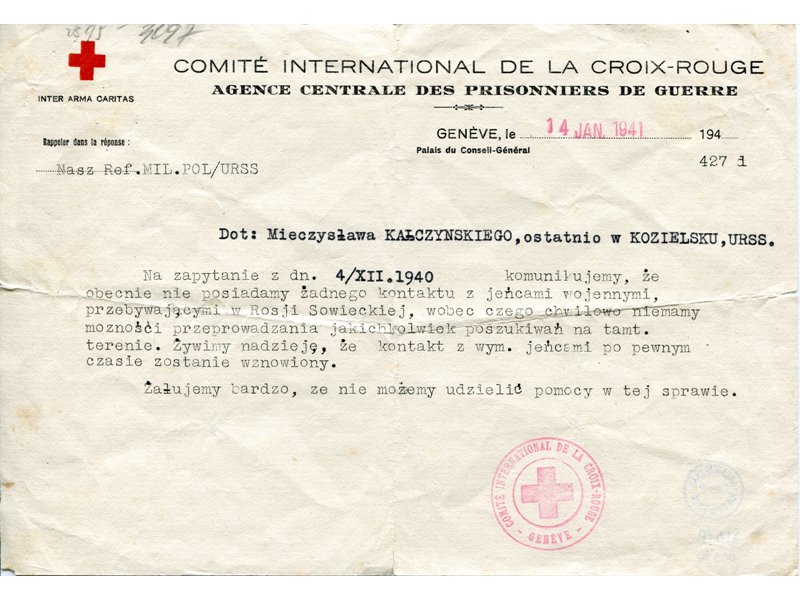 2875 3097
COMITÉ INTERNATIONAL DE LA CROIX-ROUGE
AGENCE CENTRALE DES PRISONNIERS DE GUERRE
INTER ARMA CARITAS
GENÈVE, le 14 JAN. 1941 194
Palais du Conseil-Général
Rappeler dans la réponse :
427 i
Nasz Ref.MIL.POL/URSS
Dot: Mieczysława KAŁCZYNSKIEGO,ostatnio w KOZIELSKU,URSS.
Na zapytanie z dn. 4/XII.1940 komunikujemy, że
obecnie nie posiadamy żadnego kontaktu z jeńcami wojennymi,
przebywającymi w Rosji Sowieckiej, wobec czego chwilowo niemamy
możności przeprowadzania jakichkolwiek poszukiwań na tamt.
terenie. Żywimy nadzieję, że kontakt z wym. jeńcami po pewnym
czasie zostanie wznowiony.
Żałujemy bardzo, ze nie możemy udzielić pomocy w tej sprawie.
COMITÉ INTERNATIONAL DE LA CROIX-ROUGE
- GENÈVE -